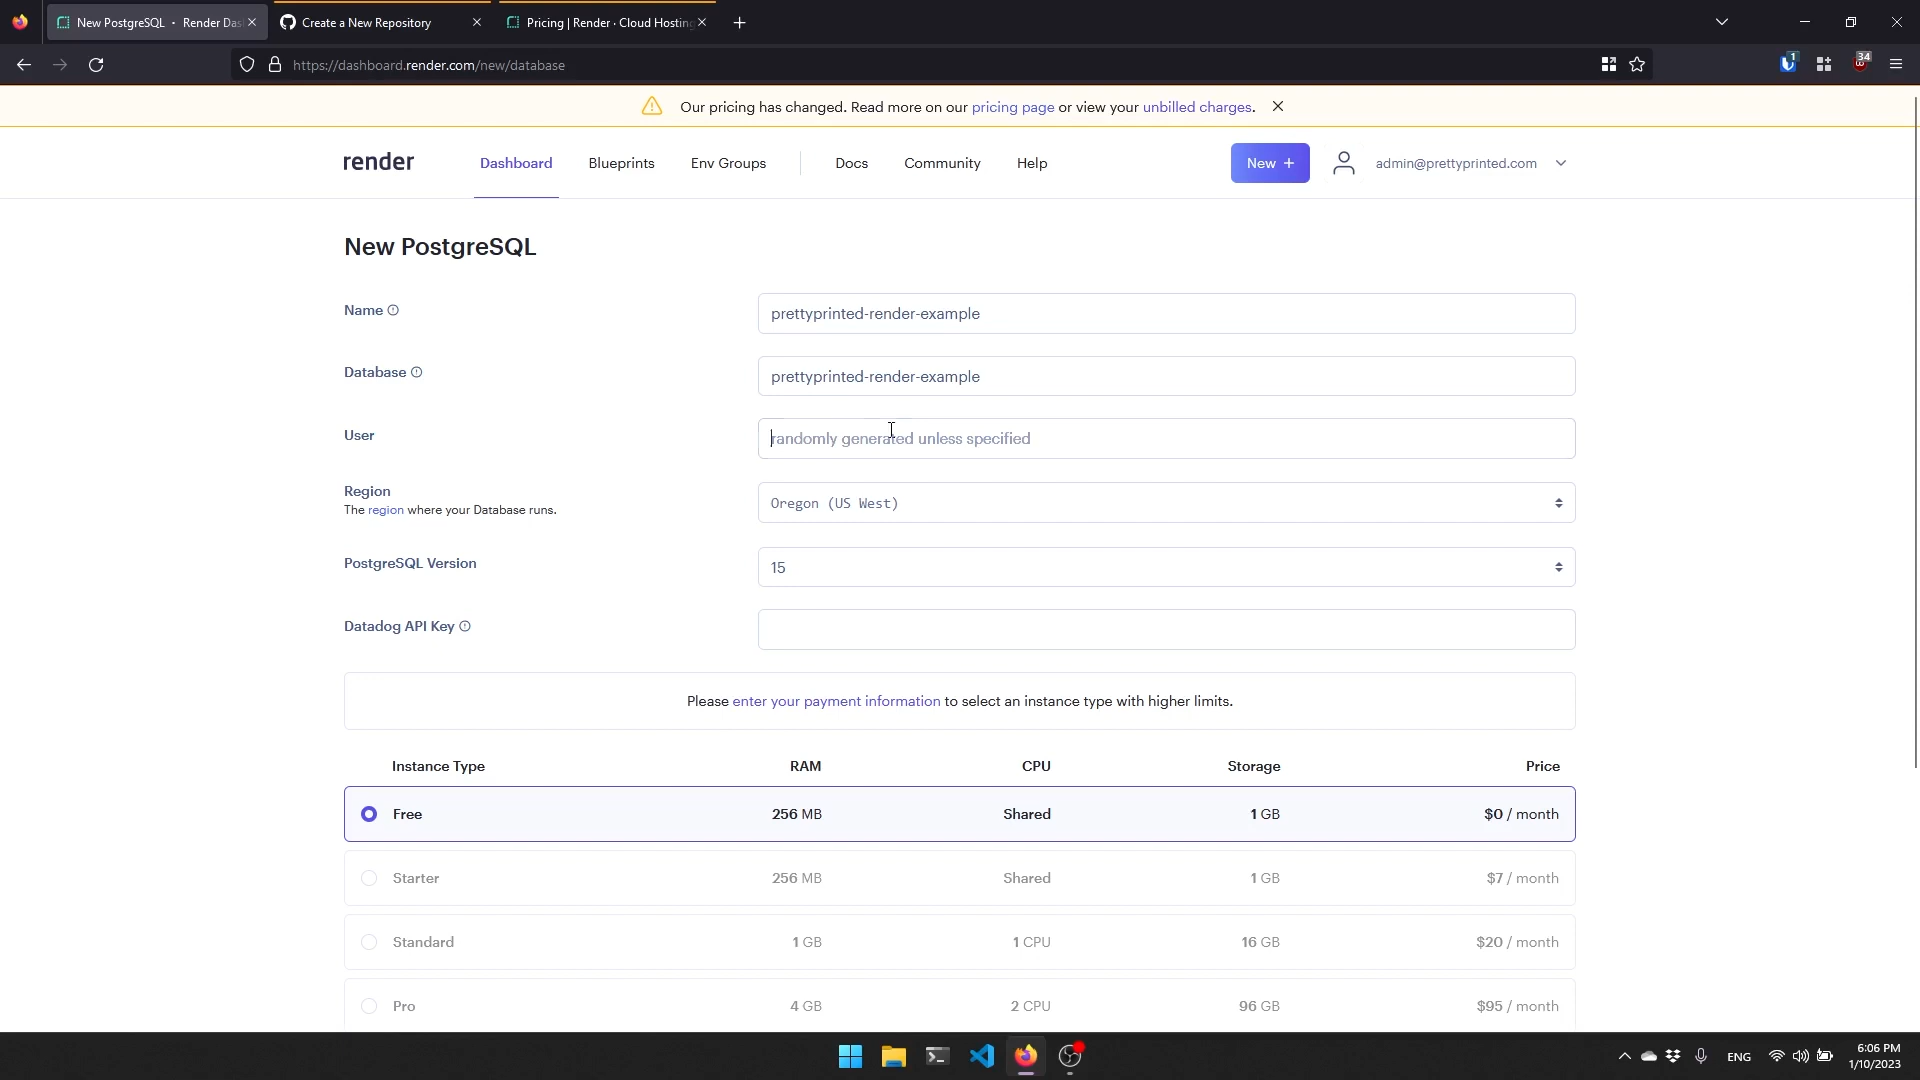 New PostgreSQL · Render Das
Create a New Repository
Pricing | Render · Cloud Hosting
https://dashboard.render.com/new/database
1
34
Our pricing has changed. Read more on our pricing page or view your unbilled charges.
render
Dashboard
Blueprints
Env Groups
Docs
Community
Help
New +
admin@prettyprinted.com
New PostgreSQL
Name
prettyprinted-render-example
Database
prettyprinted-render-example
User
randomly generated unless specified
Region
The region where your Database runs.
Oregon (US West)
PostgreSQL Version
15
Datadog API Key
Please enter your payment information to select an instance type with higher limits.
Instance Type RAM CPU Storage Price
Free 256 MB Shared 1 GB $0 / month
Starter 256 MB Shared 1 GB $7 / month
Standard 1 GB 1 CPU 16 GB $20 / month
Pro 4 GB 2 CPU 96 GB $95 / month
ENG
6:06 PM
1/10/2023